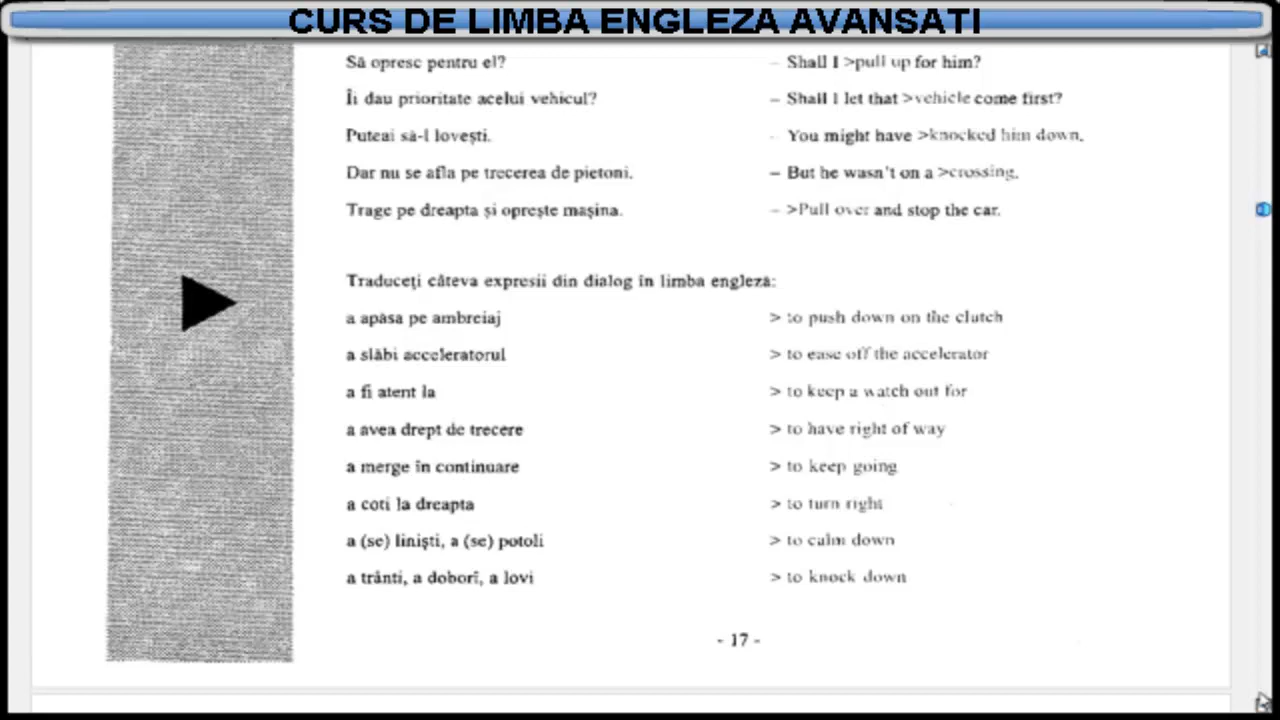 CURS DE LIMBA ENGLEZA AVANSATI
Să opresc pentru el? – Shall I >pull up for him?
Îi dau prioritate acelui vehicul? – Shall I let that >vehicle come first?
Puteai să-l lovești. – You might have >knocked him down.
Dar nu se afla pe trecerea de pietoni. – But he wasn't on a >crossing.
Trage pe dreapta și oprește mașina. – >Pull over and stop the car.
Traduceți câteva expresii din dialog în limba engleză:
a apăsa pe ambreiaj > to push down on the clutch
a slăbi acceleratorul > to ease off the accelerator
a fi atent la > to keep a watch out for
a avea drept de trecere > to have right of way
a merge în continuare > to keep going
a coti la dreapta > to turn right
a (se) liniști, a (se) potoli > to calm down
a trânti, a doborî, a lovi > to knock down
- 17 -